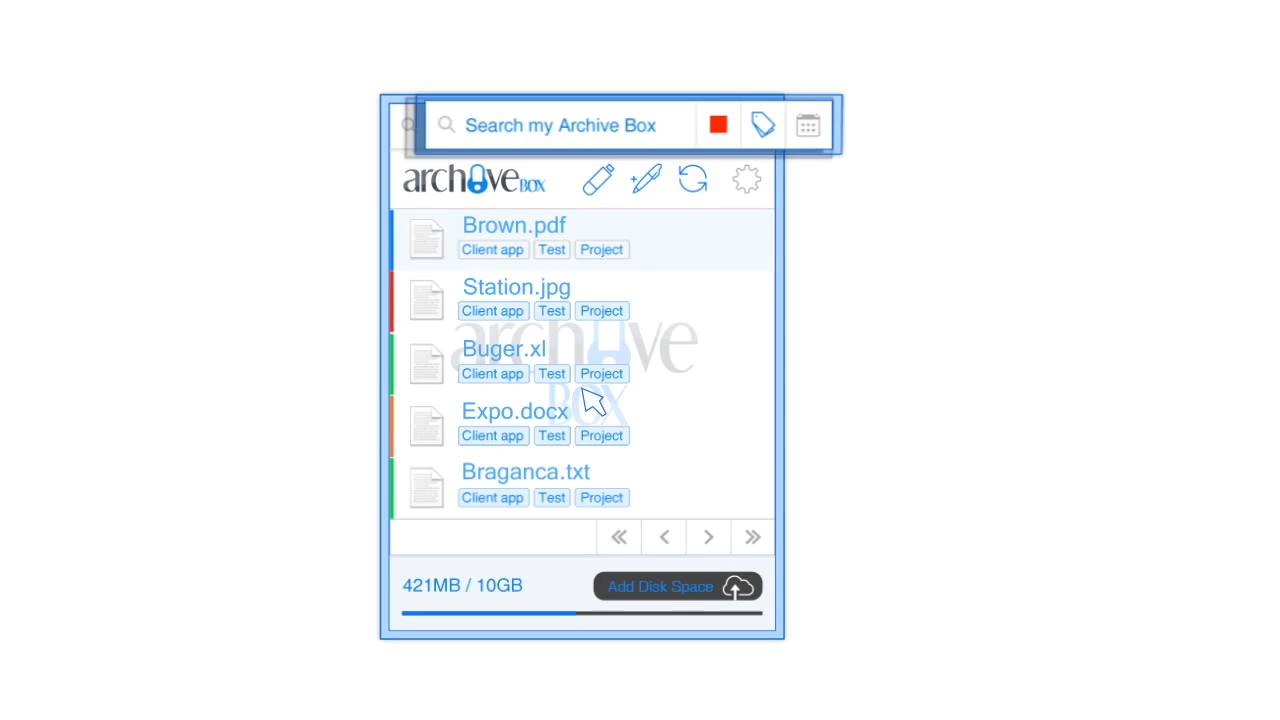 Search my Archive Box
archive BOX
Brown.pdf
Client app Test Project
Station.jpg
Client app Test Project
archive
Buger.xl
Client app Test Project
BOX
Expo.docx
Client app Test Project
Braganca.txt
Client app Test Project
421MB / 10GB
Add Disk Space